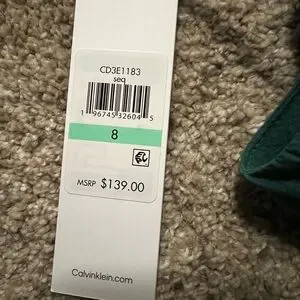 CD3E1183
seq
1 96745 32604 5
8
MSRP $139.00
Calvinklein.com